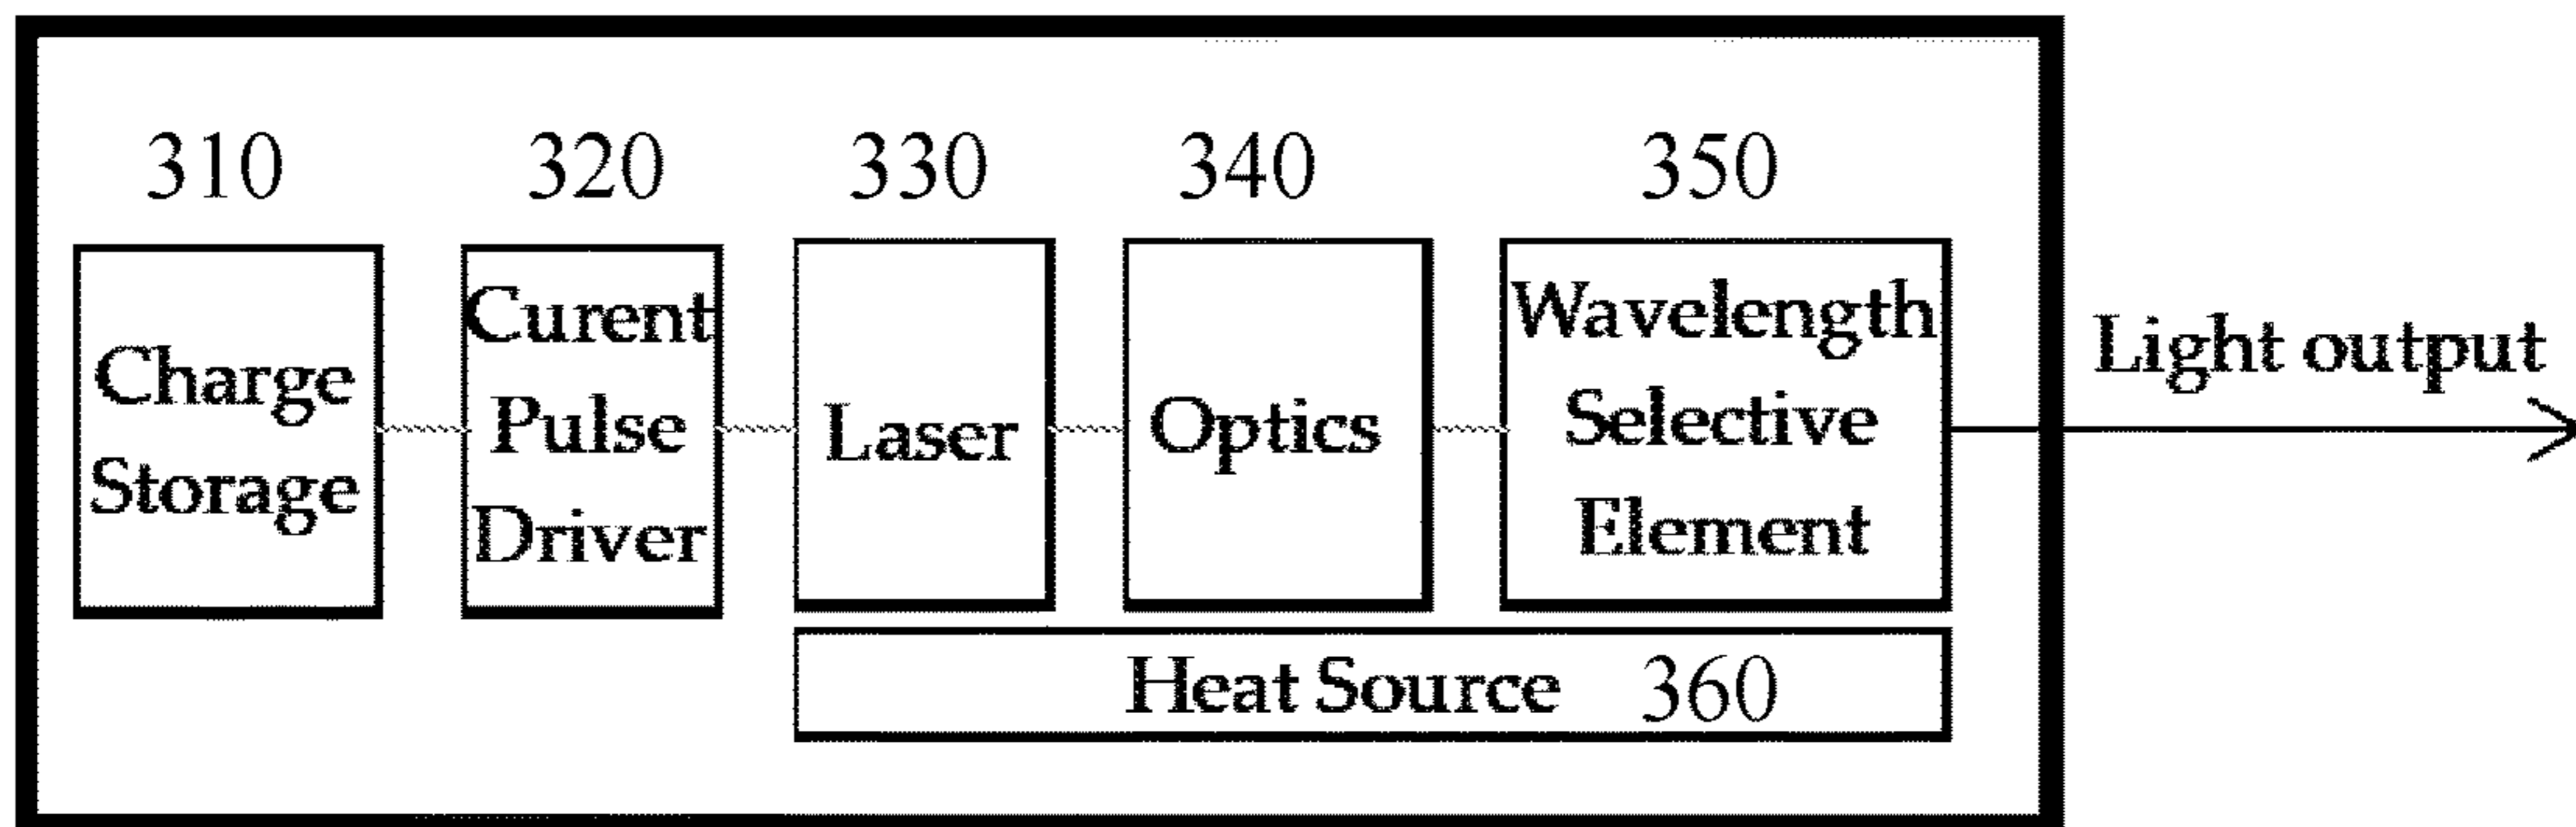 310 320 330 340 350
Charge
Storage
Curent
Pulse
Driver
Laser
Optics
Wavelength
Selective
Element
Light output
Heat Source 360